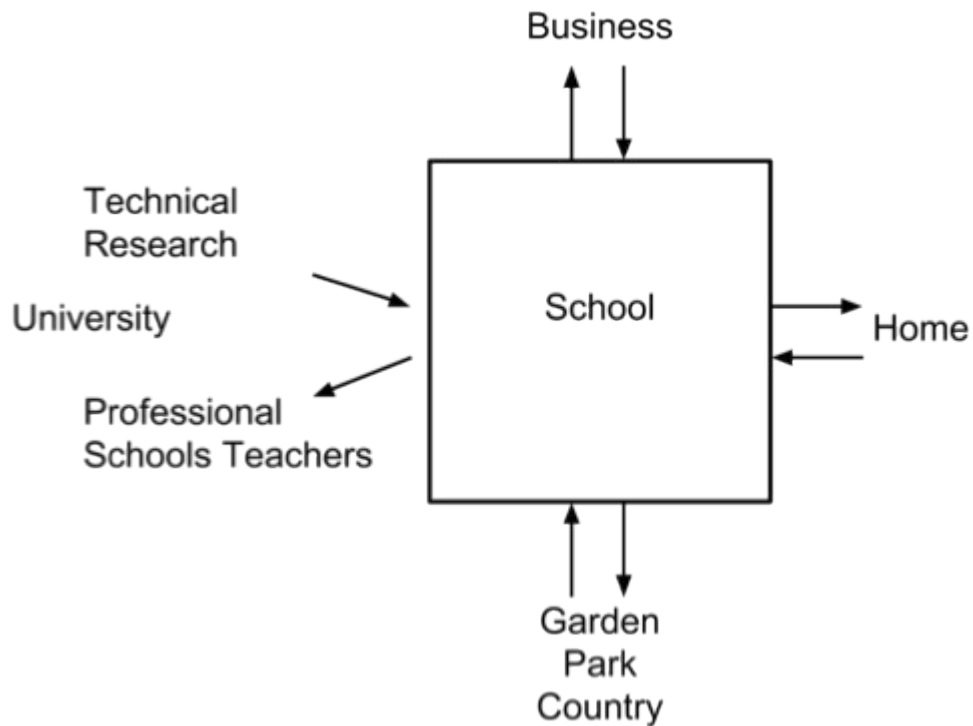 Business
Technical
Research
University
School
Home
Professional
Schools Teachers
Garden
Park
Country